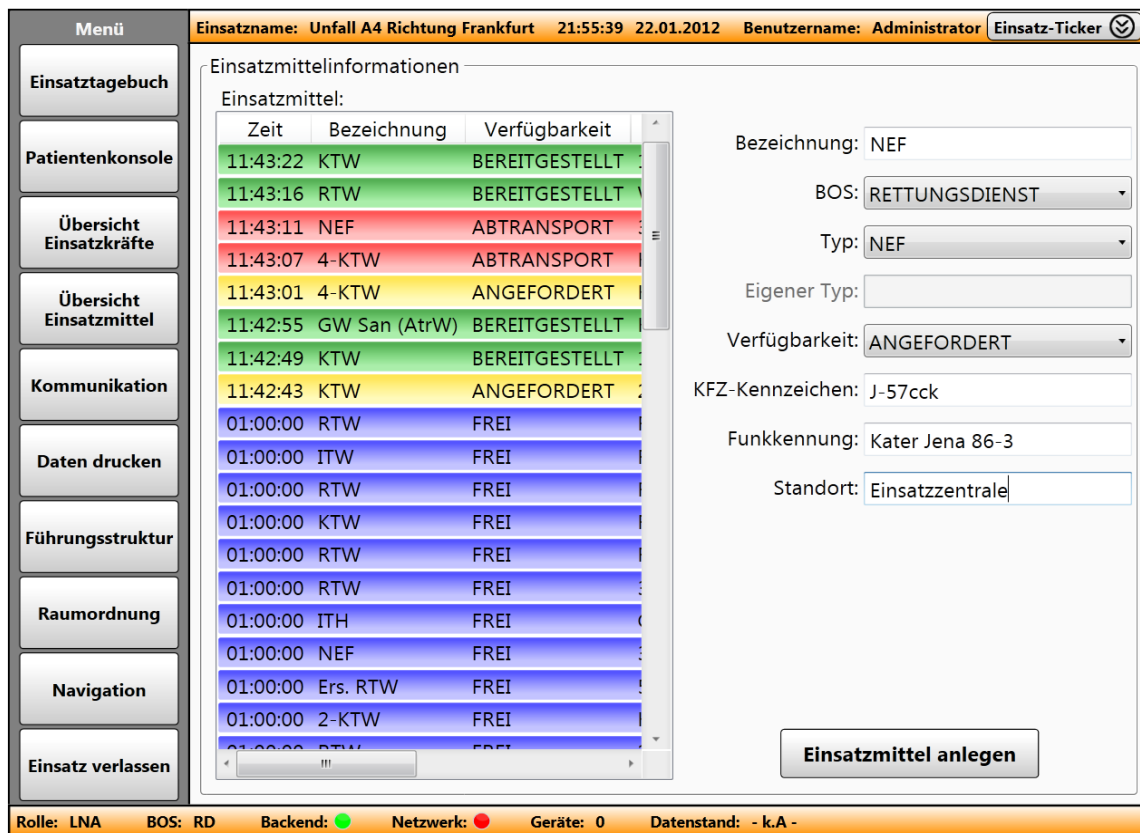 Menü
Einsatzname: Unfall A4 Richtung Frankfurt 21:55:39 22.01.2012 Benutzername: Administrator Einsatz-Ticker
Einsatztagebuch
Patientenkonsole
Übersicht
Einsatzkräfte
Übersicht
Einsatzmittel
Kommunikation
Daten drucken
Führungsstruktur
Raumordnung
Navigation
Einsatz verlassen
Einsatzmittelinformationen
Einsatzmittel:
Zeit Bezeichnung Verfügbarkeit
11:43:22 KTW BEREITGESTELLT
11:43:16 RTW BEREITGESTELLT
11:43:11 NEF ABTRANSPORT
11:43:07 4-KTW ABTRANSPORT
11:43:01 4-KTW ANGEFORDERT
11:42:55 GW San (AtrW) BEREITGESTELLT
11:42:49 KTW BEREITGESTELLT
11:42:43 KTW ANGEFORDERT
01:00:00 RTW FREI
01:00:00 ITW FREI
01:00:00 RTW FREI
01:00:00 KTW FREI
01:00:00 RTW FREI
01:00:00 RTW FREI
01:00:00 ITH FREI
01:00:00 NEF FREI
01:00:00 Ers. RTW FREI
01:00:00 2-KTW FREI
01:00:00 RTW FREI
Bezeichnung: NEF
BOS: RETTUNGSDIENST
Typ: NEF
Eigener Typ:
Verfügbarkeit: ANGEFORDERT
KFZ-Kennzeichen: J-57cck
Funkkennung: Kater Jena 86-3
Standort: Einsatzzentrale
Einsatzmittel anlegen
Rolle: LNA BOS: RD Backend: Netzwerk: Geräte: 0 Datenstand: - k.A -